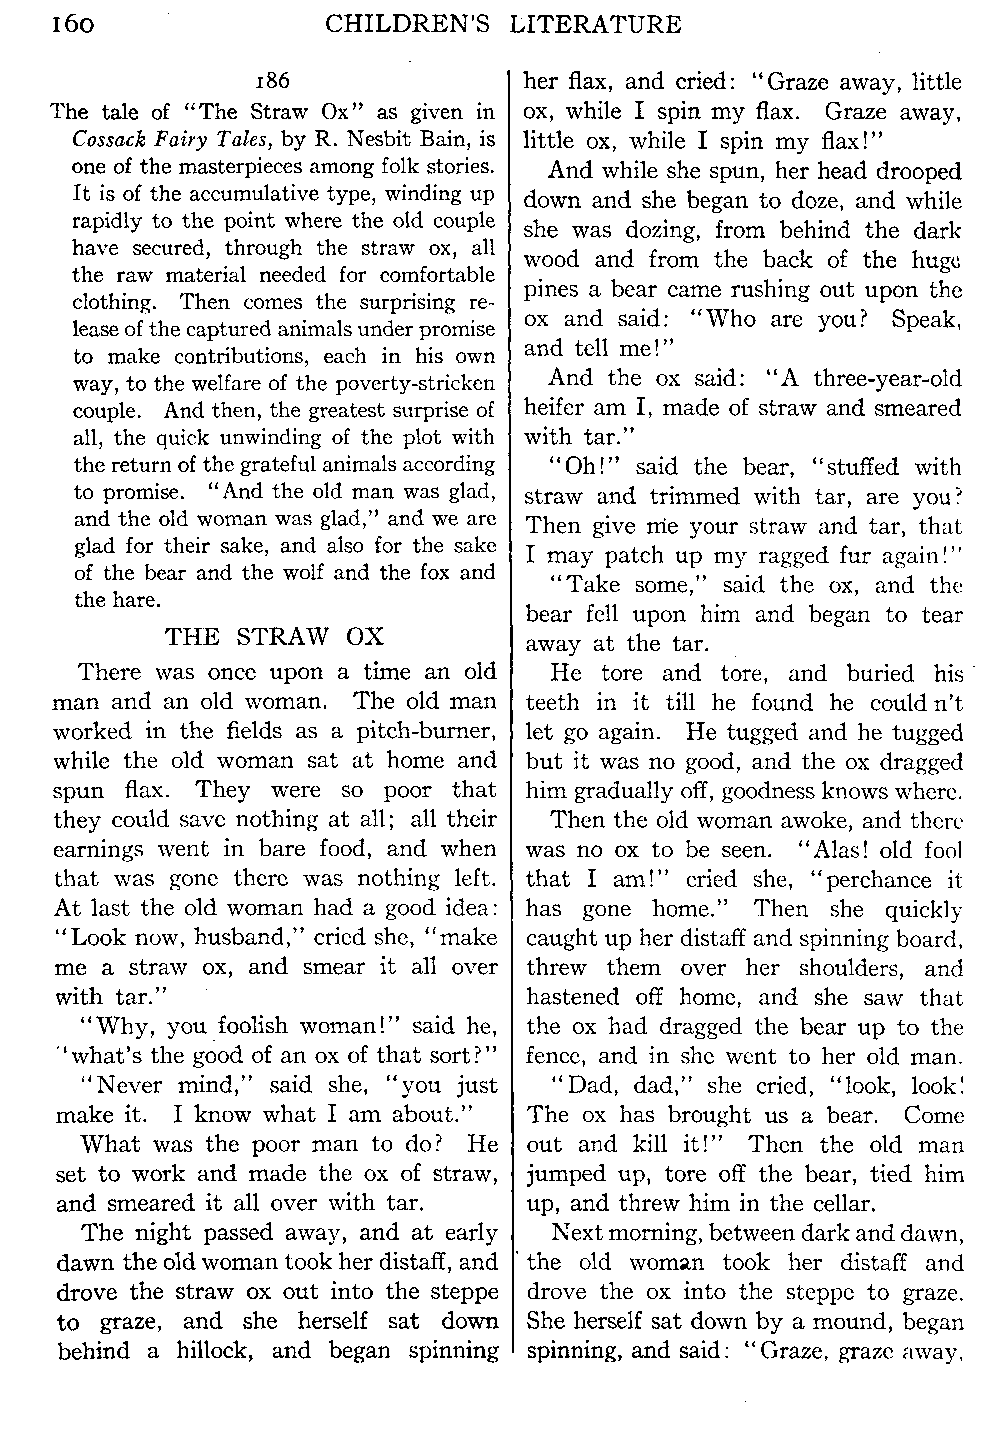 160 CHILDREN'S LITERATURE
186
The tale of "The Straw Ox" as given in
Cossack Fairy Tales, by R. Nesbit Bain, is
one of the masterpieces among folk stories.
It is of the accumulative type, winding up
rapidly to the point where the old couple
have secured, through the straw ox, all
the raw material needed for comfortable
clothing. Then comes the surprising re-
lease of the captured animals under promise
to make contributions, each in his own
way, to the welfare of the poverty-stricken
couple. And then, the greatest surprise of
all, the quick unwinding of the plot with
the return of the grateful animals according
to promise. "And the old man was glad,
and the old woman was glad," and we are
glad for their sake, and also for the sake
of the bear and the wolf and the fox and
the hare.
THE STRAW OX
There was once upon a time an old
man and an old woman. The old man
worked in the fields as a pitch-burner,
while the old woman sat at home and
spun flax. They were so poor that
they could save nothing at all; all their
earnings went in bare food, and when
that was gone there was nothing left.
At last the old woman had a good idea:
"Look now, husband," cried she, "make
me a straw ox, and smear it all over
with tar."
"Why, you foolish woman!" said he,
"what's the good of an ox of that sort?"
"Never mind," said she, "you just
make it. I know what I am about."
What was the poor man to do? He
set to work and made the ox of straw,
and smeared it all over with tar.
The night passed away, and at early
dawn the old woman took her distaff, and
drove the straw ox out into the steppe
to graze, and she herself sat down
behind a hillock, and began spinning
her flax, and cried: "Graze away, little
ox, while I spin my flax. Graze away,
little ox, while I spin my flax!"
And while she spun, her head drooped
down and she began to doze, and while
she was dozing, from behind the dark
wood and from the back of the huge
pines a bear came rushing out upon the
ox and said: "Who are you? Speak,
and tell me!"
And the ox said: "A three-year-old
heifer am I, made of straw and smeared
with tar."
"Oh!" said the bear, "stuffed with
straw and trimmed with tar, are you?
Then give me your straw and tar, that
I may patch up my ragged fur again!"
"Take some," said the ox, and the
bear fell upon him and began to tear
away at the tar.
He tore and tore, and buried his
teeth in it till he found he couldn't
let go again. He tugged and he tugged
but it was no good, and the ox dragged
him gradually off, goodness knows where.
Then the old woman awoke, and there
was no ox to be seen. "Alas! old fool
that I am!" cried she, "perchance it
has gone home." Then she quickly
caught up her distaff and spinning board,
threw them over her shoulders, and
hastened off home, and she saw that
the ox had dragged the bear up to the
fence, and in she went to her old man.
"Dad, dad," she cried, "look, look!
The ox has brought us a bear. Come
out and kill it!" Then the old man
jumped up, tore off the bear, tied him
up, and threw him in the cellar.
Next morning, between dark and dawn,
the old woman took her distaff and
drove the ox into the steppe to graze.
She herself sat down by a mound, began
spinning, and said: "Graze, graze away,